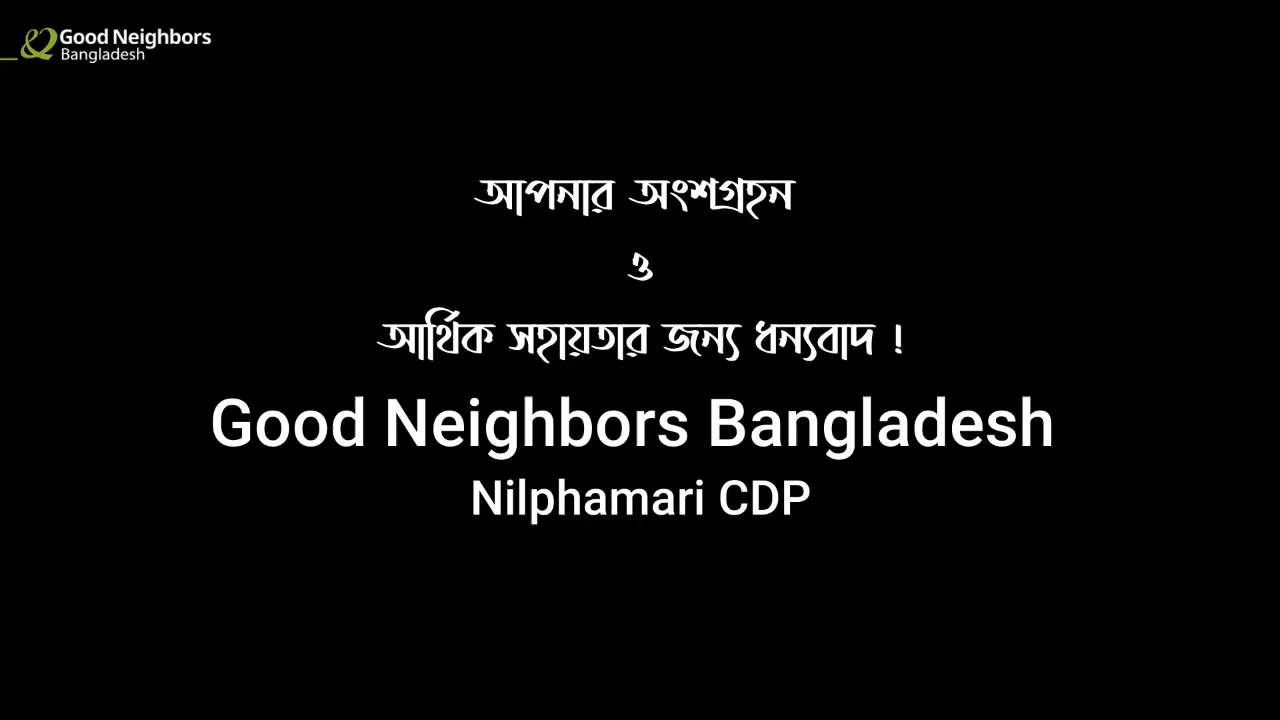 Good Neighbors
Bangladesh
আপনার অংশগ্রহন
ও
আর্থিক সহায়তার জন্য ধন্যবাদ !
Good Neighbors Bangladesh
Nilphamari CDP